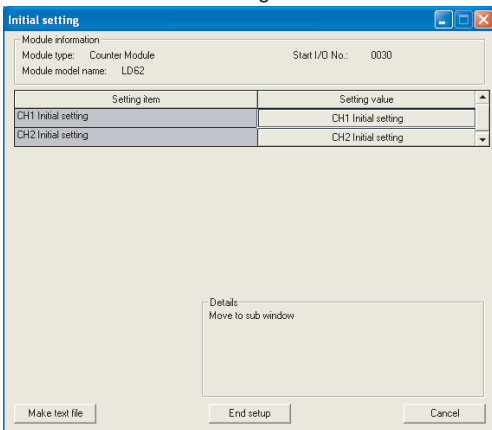 Initial setting
Module information
Module type: Counter Module Start I/O No.: 0030
Module model name: LD62
Setting item Setting value
CH1 Initial setting CH1 Initial setting
CH2 Initial setting CH2 Initial setting
Details
Move to sub window
Make text file End setup Cancel